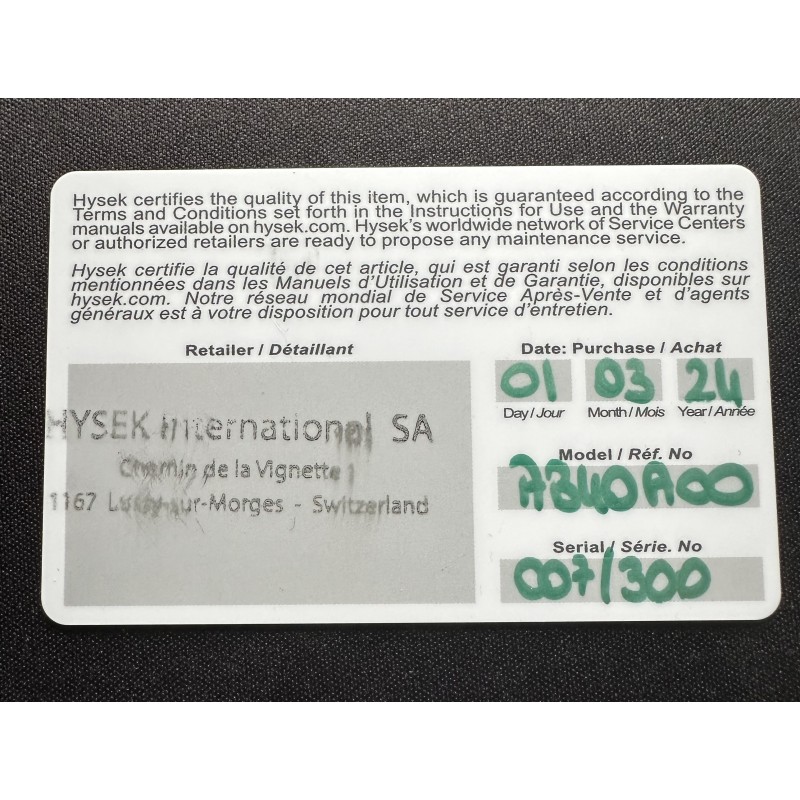 Hysek certifies the quality of this item, which is guaranteed according to the
Terms and Conditions set forth in the Instructions for Use and the Warranty
manuals available on hysek.com. Hysek's worldwide network of Service Centers
or authorized retailers are ready to propose any maintenance service.
Hysek certifie la qualité de cet article, qui est garanti selon les conditions
mentionnées dans les Manuels d'Utilisation et de Garantie, disponibles sur
hysek.com. Notre réseau mondial de Service Après-Vente et d'agents
généraux est à votre disposition pour tout service d'entretien.
Retailer / Détaillant
HYSEK International SA
Chemin de la Vignette 1
1167 Lussy-sur-Morges - Switzerland
Date: Purchase / Achat
01 03 24
Day / Jour Month / Mois Year / Année
Model / Réf. No
AB40A00
Serial / Série. No
007/300